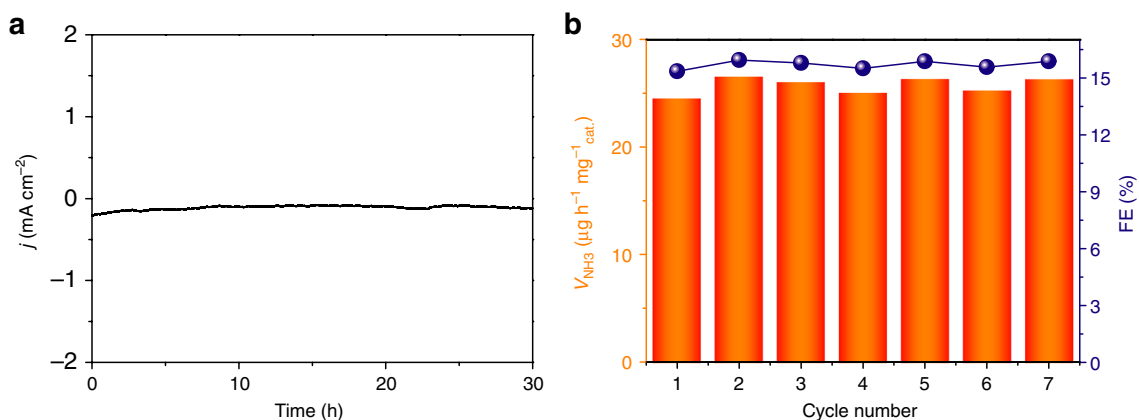 a
2
1
0
−1
−2
j (mA cm−2)
0 10 20 30
Time (h)
b
30
20
10
0
VNH3 (μg h−1 mg−1cat.)
1 2 3 4 5 6 7
Cycle number
15
12
9
6
3
0
FE (%)